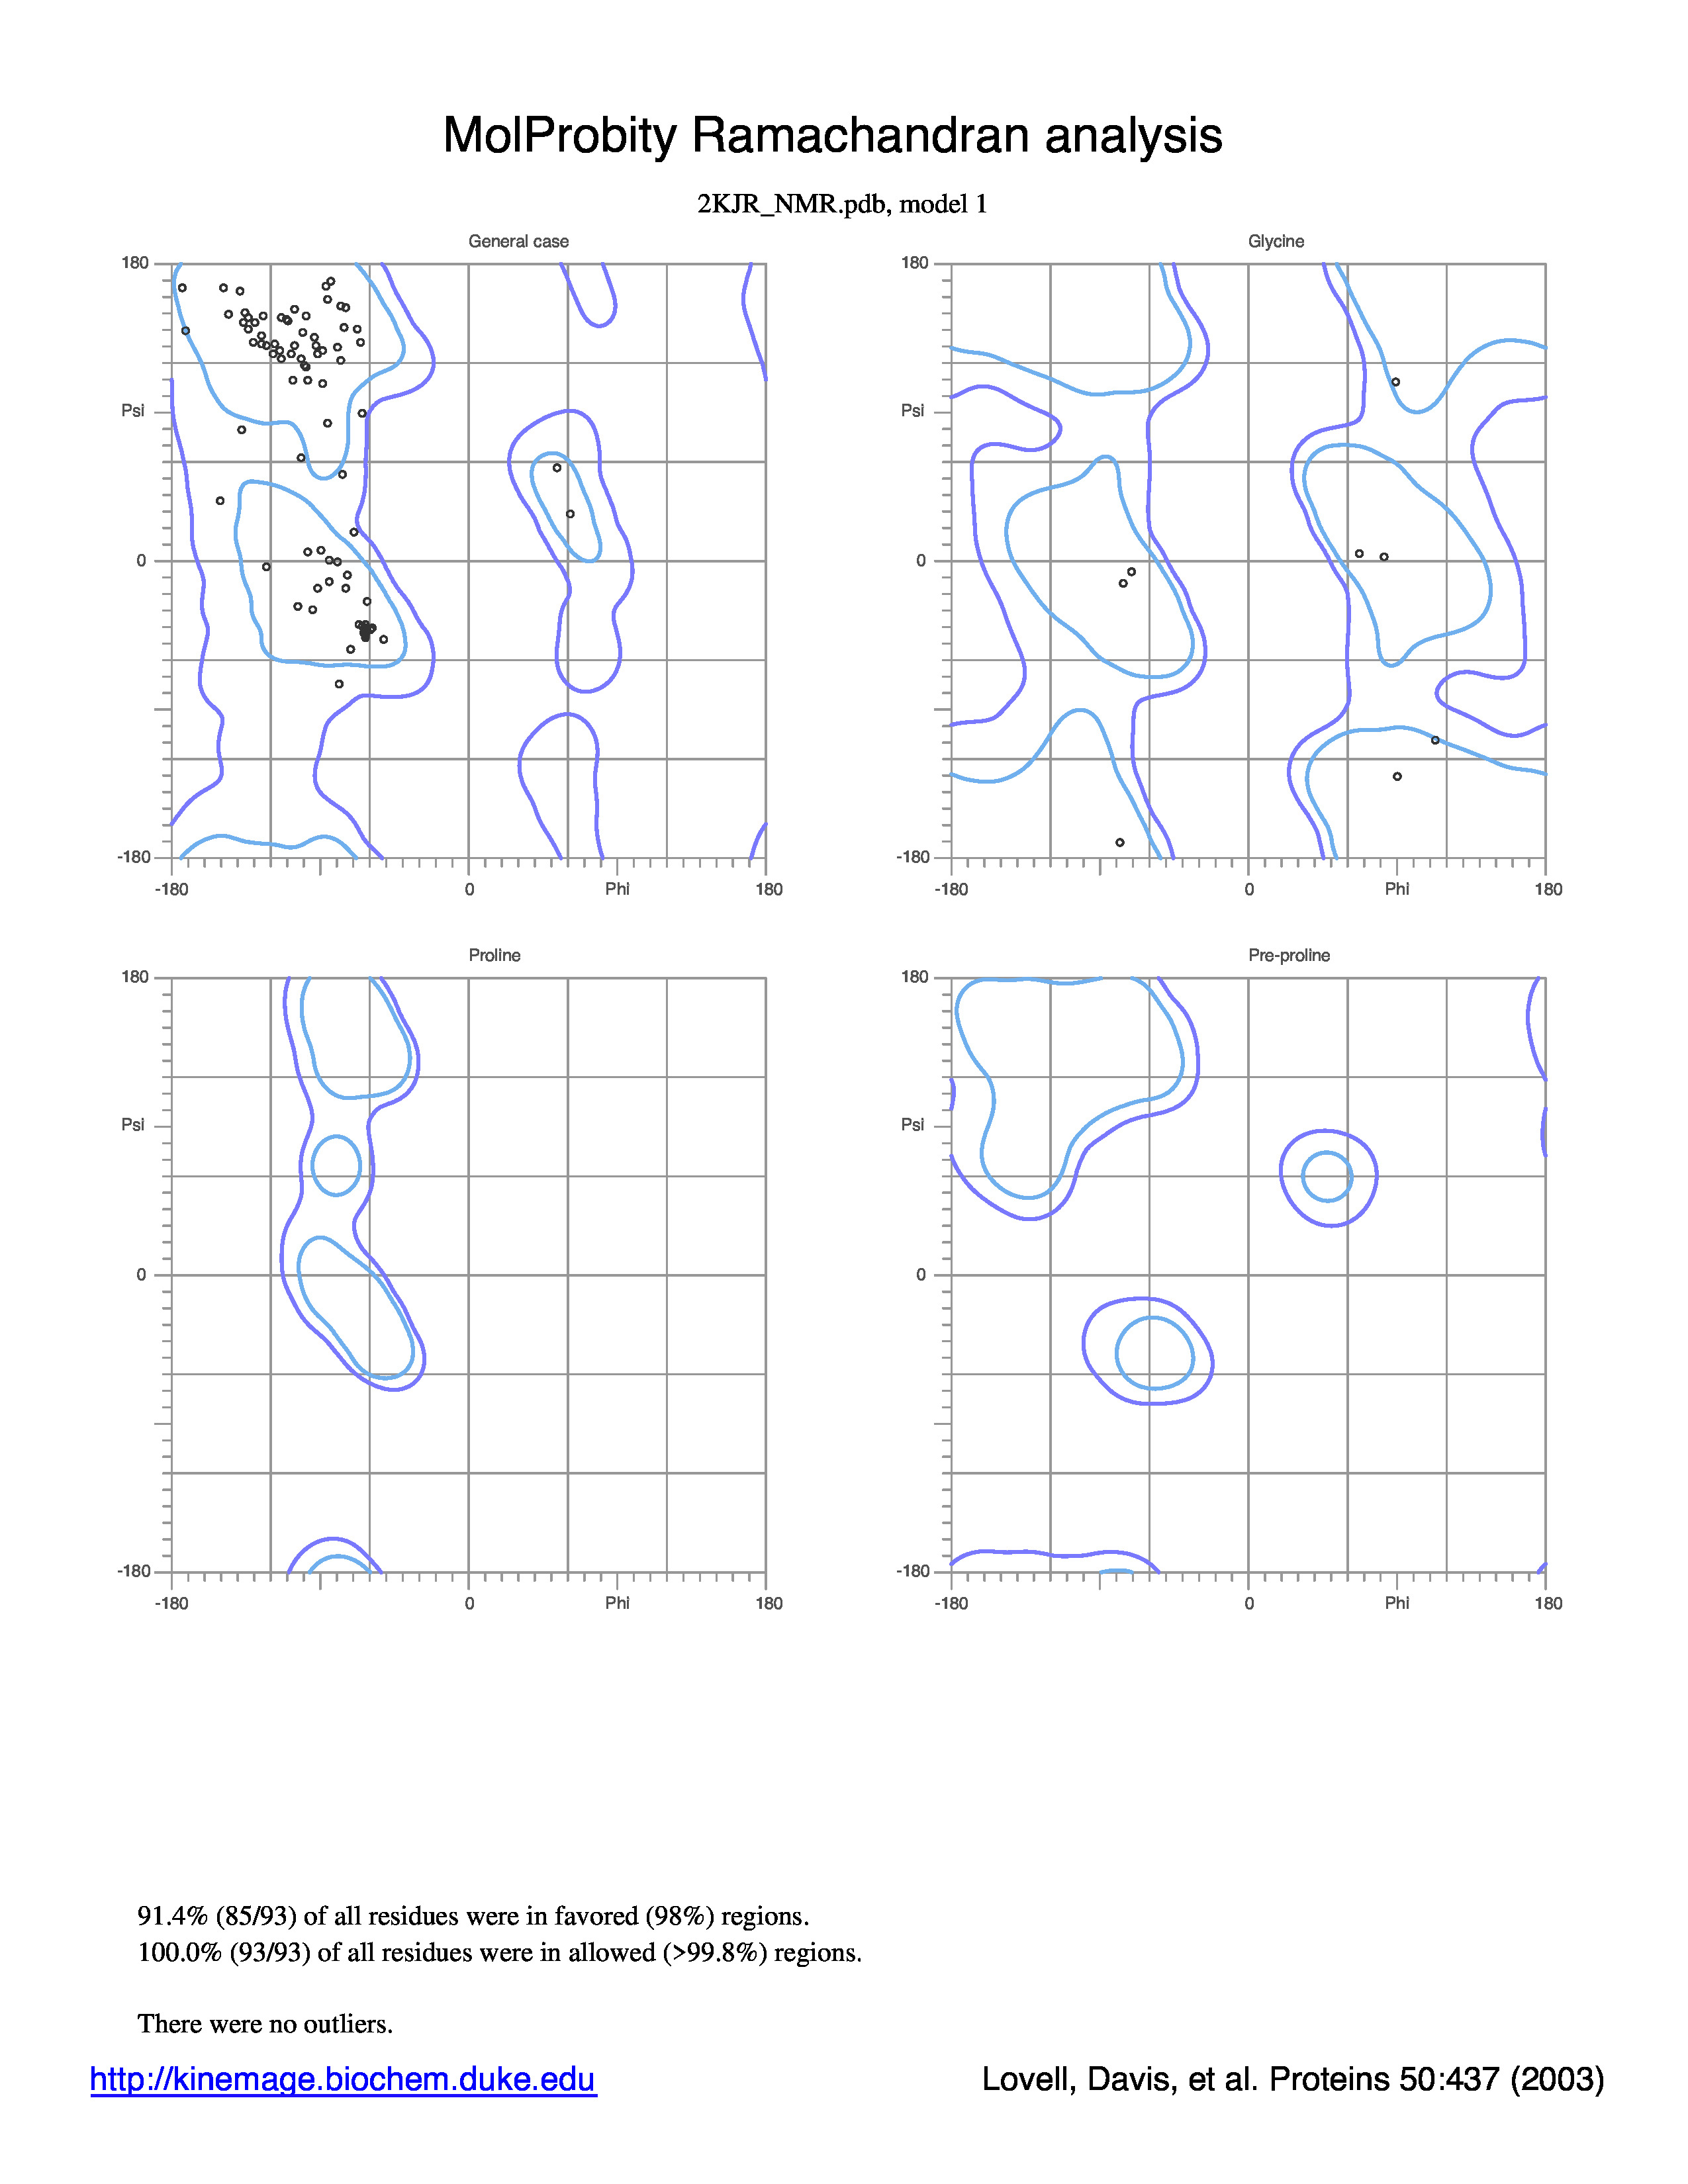 MolProbity Ramachandran analysis
2KJR_NMR.pdb, model 1
General case
180
Psi
0
-180
-180
0
Phi
180
Glycine
180
Psi
0
-180
-180
0
Phi
180
Proline
180
Psi
0
-180
-180
0
Phi
180
Pre-proline
180
Psi
0
-180
-180
0
Phi
180
91.4% (85/93) of all residues were in favored (98%) regions.
100.0% (93/93) of all residues were in allowed (>99.8%) regions.
There were no outliers.
http://kinemage.biochem.duke.edu
Lovell, Davis, et al. Proteins 50:437 (2003)